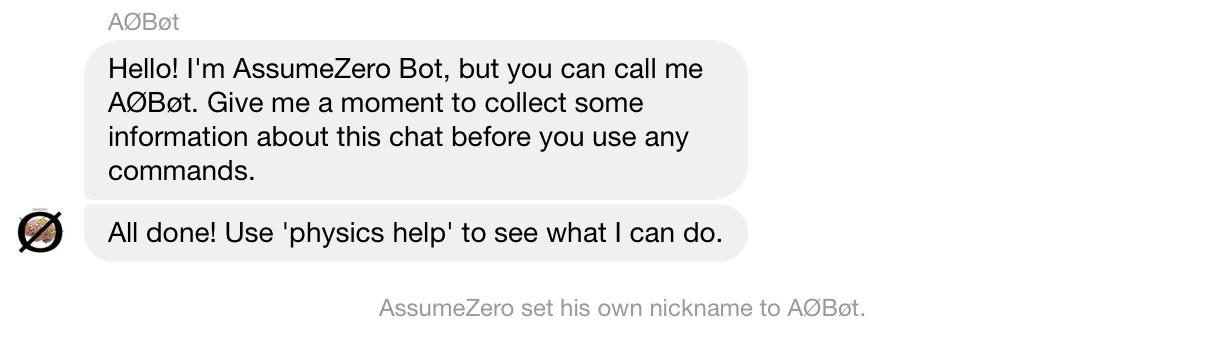 AØBøt
Hello! I'm AssumeZero Bot, but you can call me
AØBøt. Give me a moment to collect some
information about this chat before you use any
commands.
All done! Use 'physics help' to see what I can do.
AssumeZero set his own nickname to AØBøt.